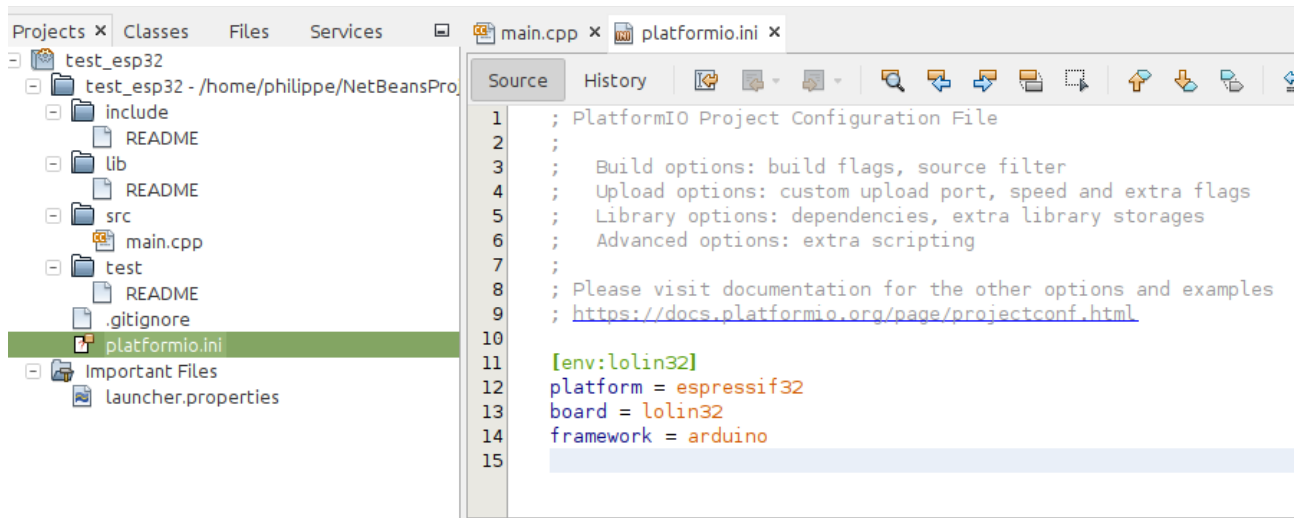 Projects Classes Files Services
test_esp32
test_esp32 - /home/philippe/NetBeansPro
include
README
lib
README
src
main.cpp
test
README
.gitignore
platformio.ini
Important Files
launcher.properties
main.cpp platformio.ini
Source History
1 ; PlatformIO Project Configuration File
2 ;
3 ;   Build options: build flags, source filter
4 ;   Upload options: custom upload port, speed and extra flags
5 ;   Library options: dependencies, extra library storages
6 ;   Advanced options: extra scripting
7 ;
8 ; Please visit documentation for the other options and examples
9 ; https://docs.platformio.org/page/projectconf.html
10
11 [env:lolin32]
12 platform = espressif32
13 board = lolin32
14 framework = arduino
15